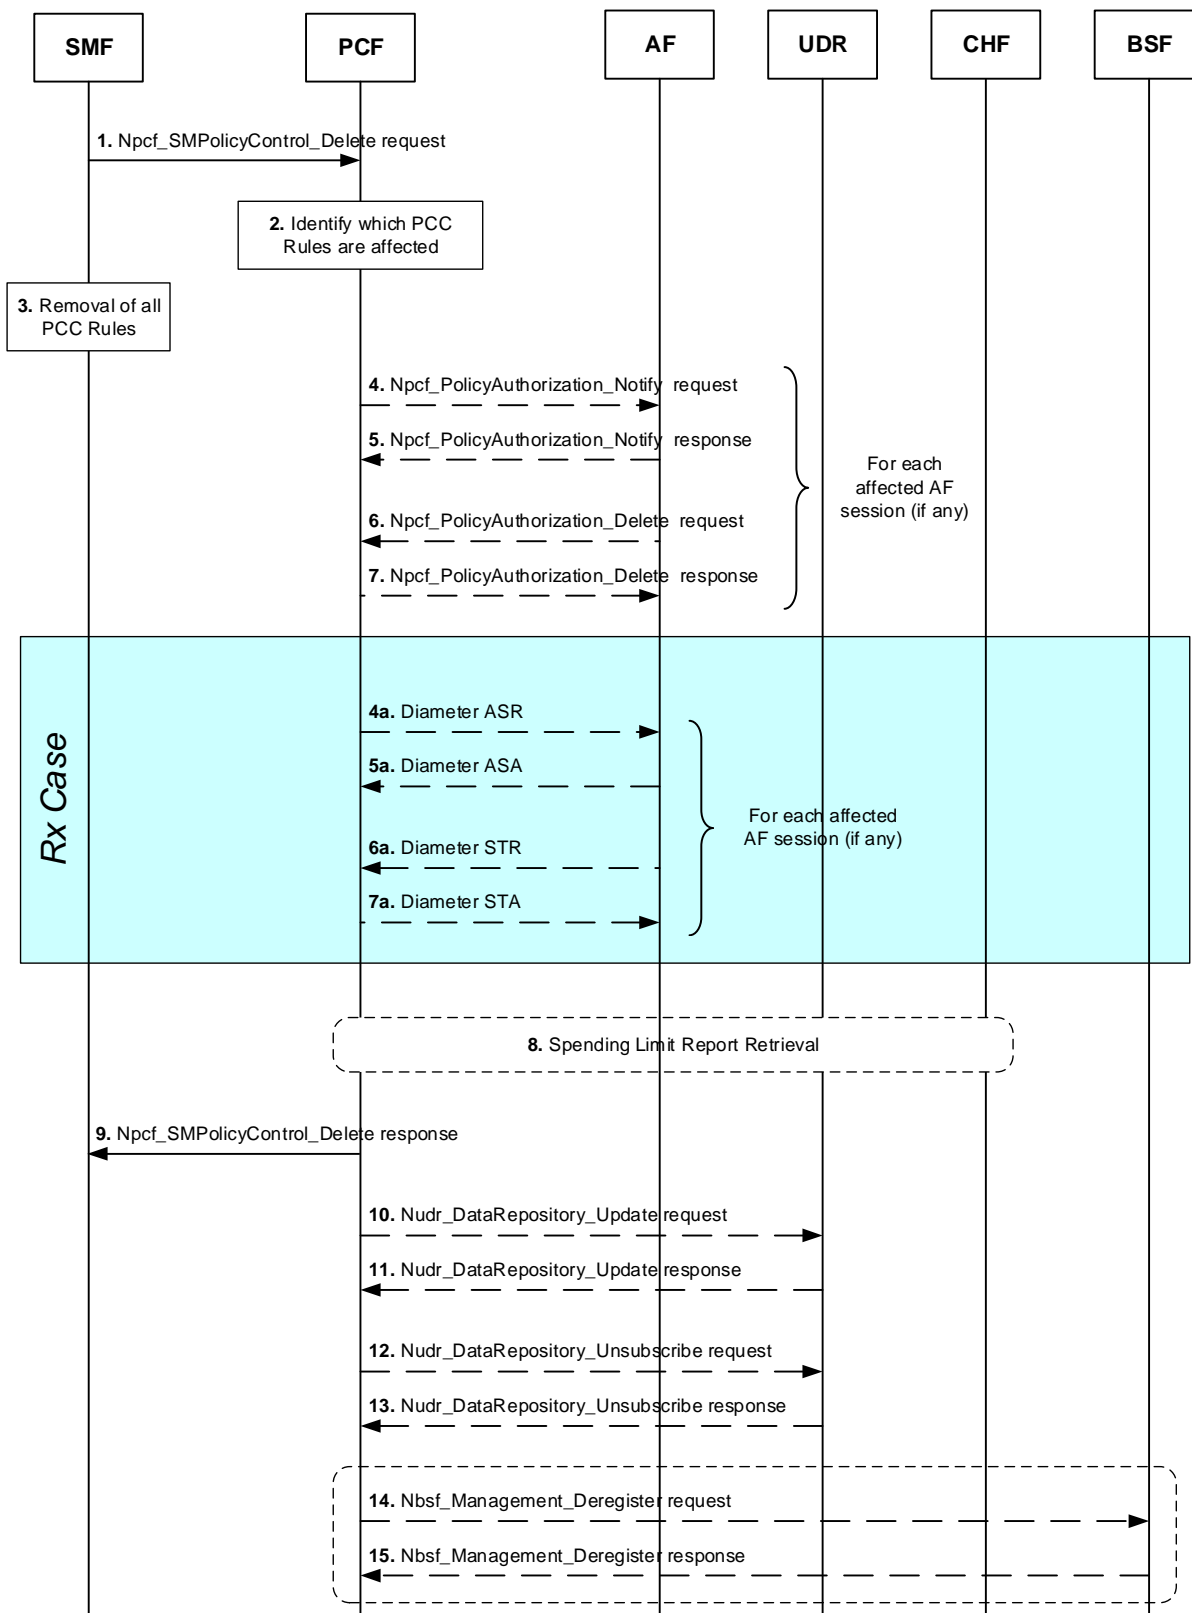 SMF
PCF
AF
UDR
CHF
BSF
1. Npcf_SMPolicyControl_Delete request
2. Identify which PCC
Rules are affected
3. Removal of all
PCC Rules
4. Npcf_PolicyAuthorization_Notify request
5. Npcf_PolicyAuthorization_Notify response
6. Npcf_PolicyAuthorization_Delete request
7. Npcf_PolicyAuthorization_Delete response
For each
affected AF
session (if any)
Rx Case
4a. Diameter ASR
5a. Diameter ASA
6a. Diameter STR
7a. Diameter STA
For each affected
AF session (if any)
8. Spending Limit Report Retrieval
9. Npcf_SMPolicyControl_Delete response
10. Nudr_DataRepository_Update request
11. Nudr_DataRepository_Update response
12. Nudr_DataRepository_Unsubscribe request
13. Nudr_DataRepository_Unsubscribe response
14. Nbsf_Management_Deregister request
15. Nbsf_Management_Deregister response